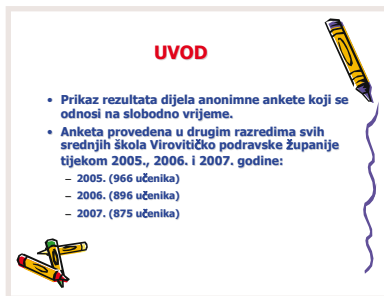 UVOD
• Prikaz rezultata dijela anonimne ankete koji se
odnosi na slobodno vrijeme.
• Anketa provedena u drugim razredima svih
srednjih škola Virovitičko podravske županije
tijekom 2005., 2006. i 2007. godine:
– 2005. (966 učenika)
– 2006. (896 učenika)
– 2007. (875 učenika)